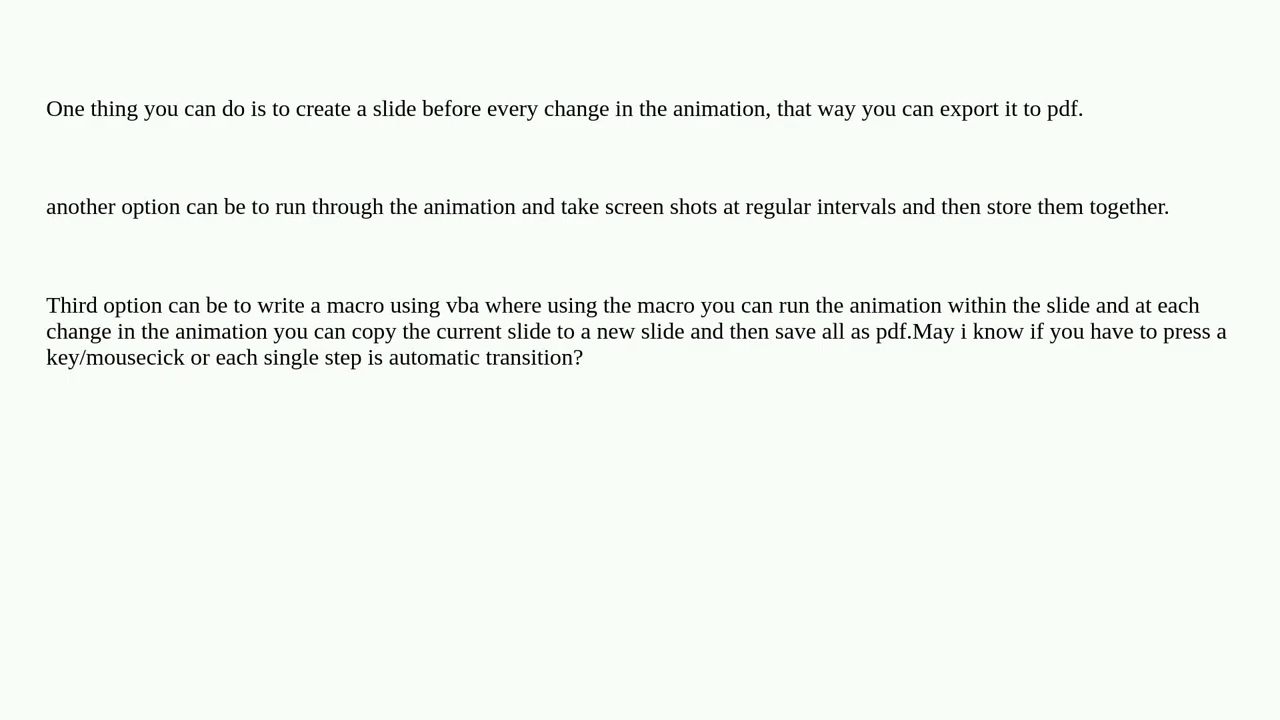 One thing you can do is to create a slide before every change in the animation, that way you can export it to pdf.
another option can be to run through the animation and take screen shots at regular intervals and then store them together.
Third option can be to write a macro using vba where using the macro you can run the animation within the slide and at each
change in the animation you can copy the current slide to a new slide and then save all as pdf.May i know if you have to press a
key/mousecick or each single step is automatic transition?